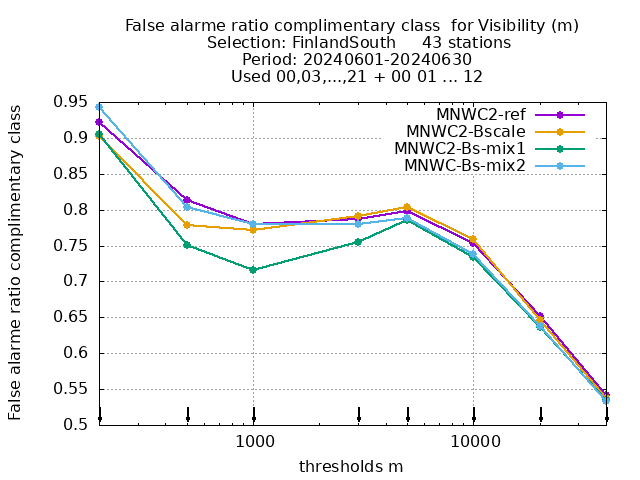 False alarme ratio complimentary class  for Visibility (m)
Selection: FinlandSouth     43 stations
Period: 20240601-20240630
Used 00,03,...,21 + 00 01 ... 12
False alarme ratio complimentary class
0.95
0.9
0.85
0.8
0.75
0.7
0.65
0.6
0.55
0.5
MNWC2-ref
MNWC2-Bscale
MNWC2-Bs-mix1
MNWC-Bs-mix2
1000
10000
thresholds m